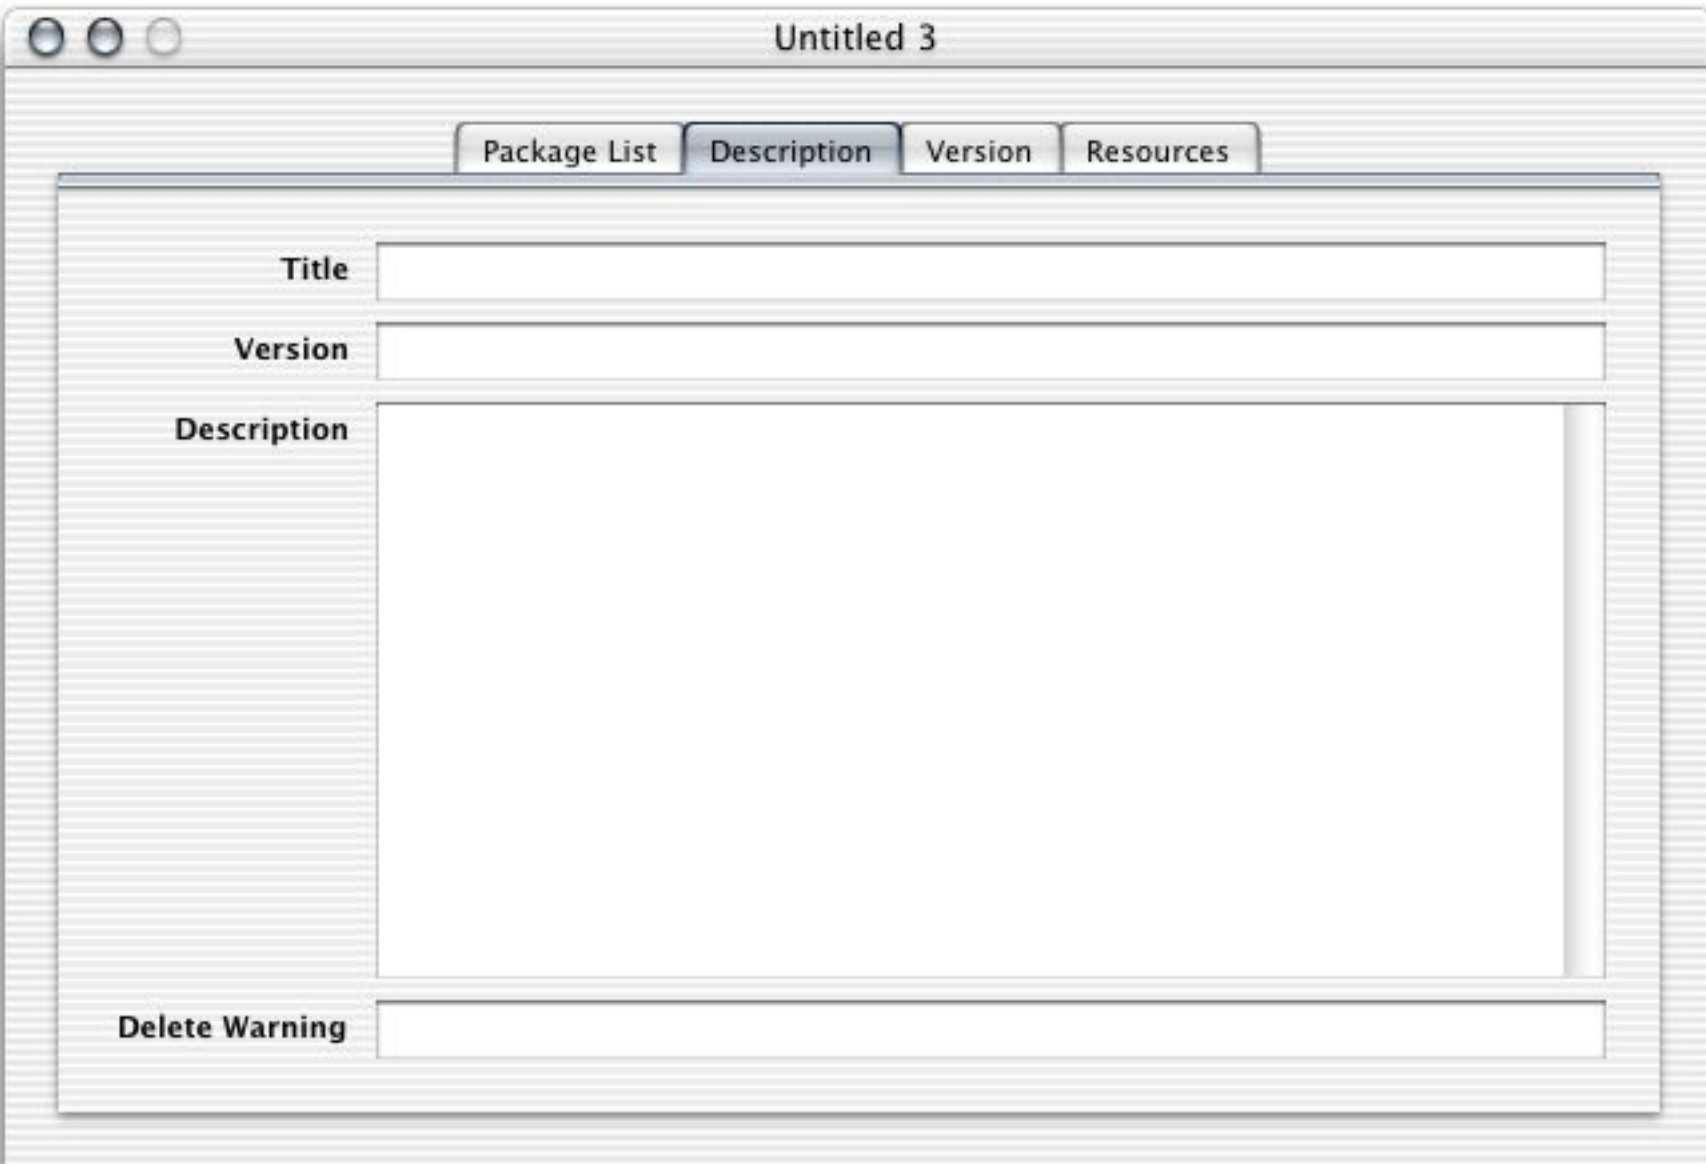 Untitled 3
Package List Description Version Resources
Title
Version
Description
Delete Warning